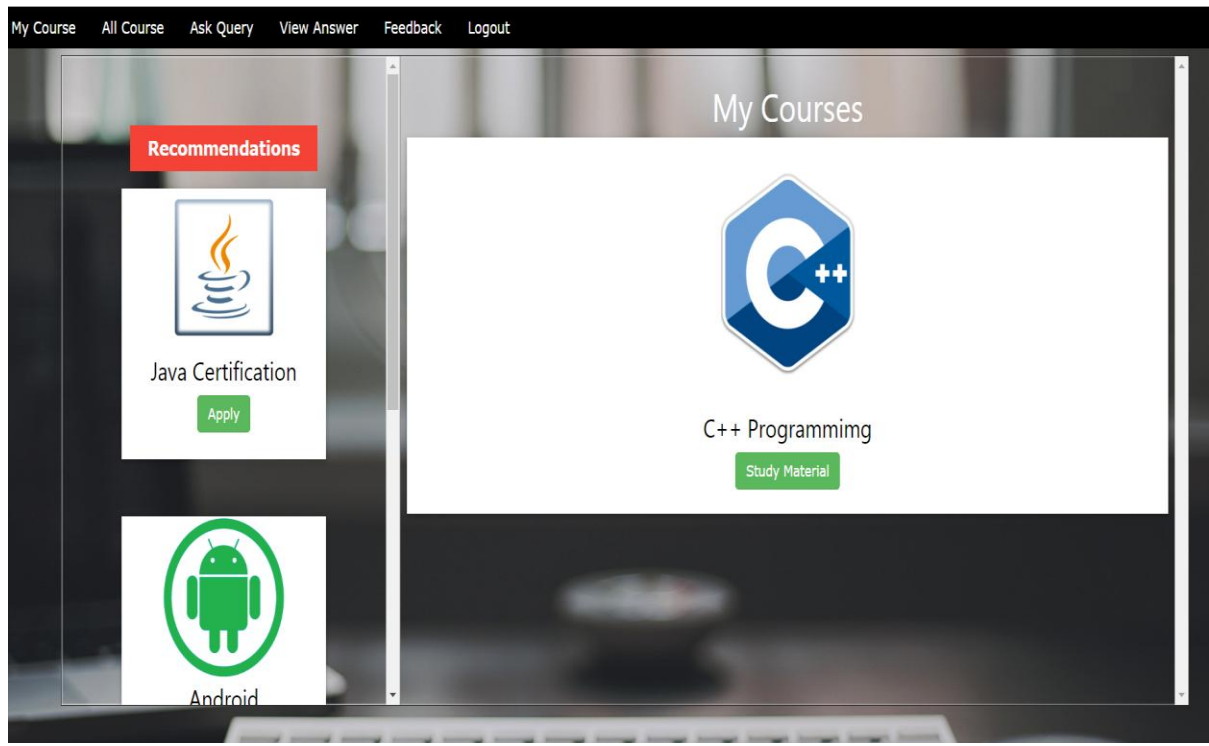 My Course All Course Ask Query View Answer Feedback Logout
Recommendations
Java Certification
Apply
Android
My Courses
C++
C++ Programmimg
Study Material